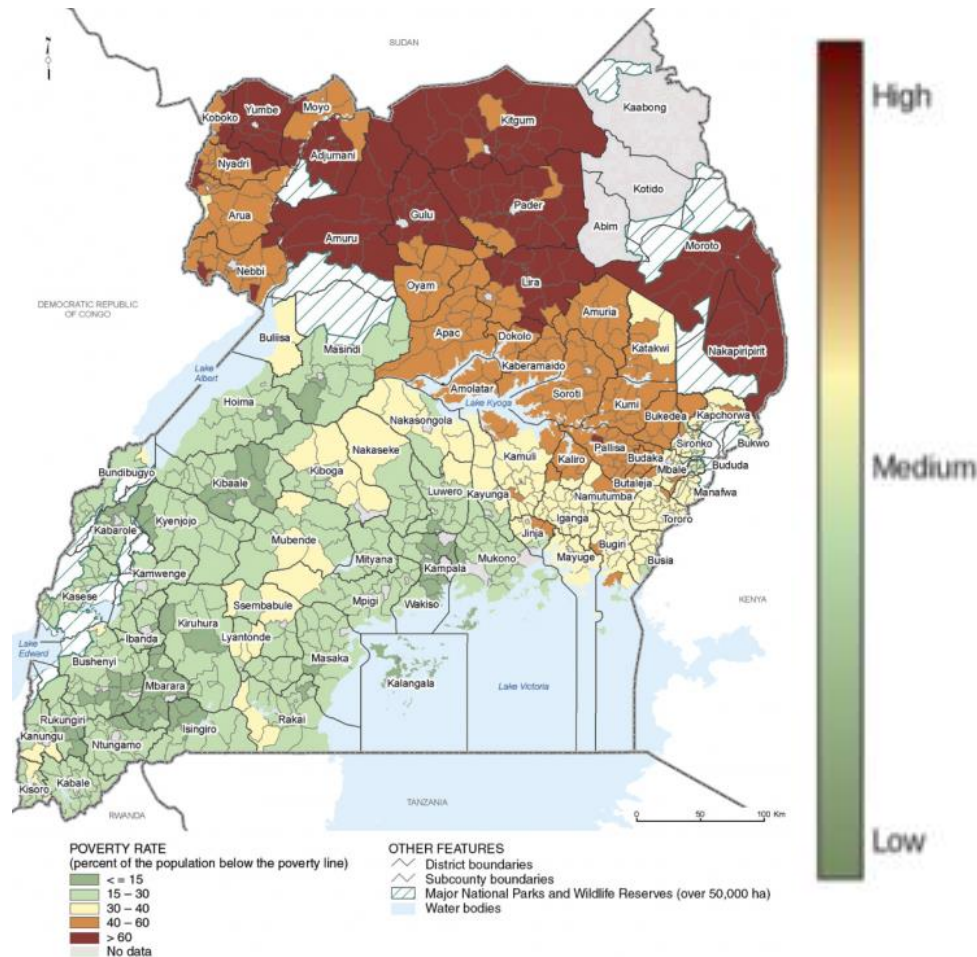 SUDAN
N
High
Kaabong
Moyo
Yumbe
Koboko
Kitgum
Adjumani
Nyadri
Kotido
Pader
Abim
Arua
Gulu
Moroto
Amuru
Nebbi
Lira
Oyam
DEMOCRATIC REPUBLIC
OF CONGO
Amuria
Buliisa
Apac
Dokolo
Katakwi
Masindi
Nakapiripirit
Kaberamaido
Lake
Albert
Amolatar
Soroti
Hoima
Lake Kyoga
Kumi
Nakasongola
Bukedea
Kapchorwa
Sironko
Bukwo
Pallisa
Nakaseke
Kamuli
Kaliro
Budaka
Mbale
Bududa
Medium
Bundibugyo
Kiboga
Kibaale
Butaleja
Manafwa
Luwero
Kayunga
Namutumba
Kabarole
Kyenjojo
Iganga
Tororo
Mubende
Jinja
Bugiri
Mityana
Mukono
Mayuge
Busia
Kampala
Kamwenge
Kasese
Mpigi
Wakiso
Ssembabule
KENYA
Kiruhura
Ibanda
Lyantonde
Lake
Edward
Bushenyi
Masaka
Kalangala
Lake Victoria
Mbarara
Rukungiri
Rakai
Isingiro
Kanungu
Ntungamo
Kabale
Kisoro
TANZANIA
RWANDA
0 50 100 Km
Low
POVERTY RATE
(percent of the population below the poverty line)
< = 15
15 – 30
30 – 40
40 – 60
> 60
No data
OTHER FEATURES
District boundaries
Subcounty boundaries
Major National Parks and Wildlife Reserves (over 50,000 ha)
Water bodies